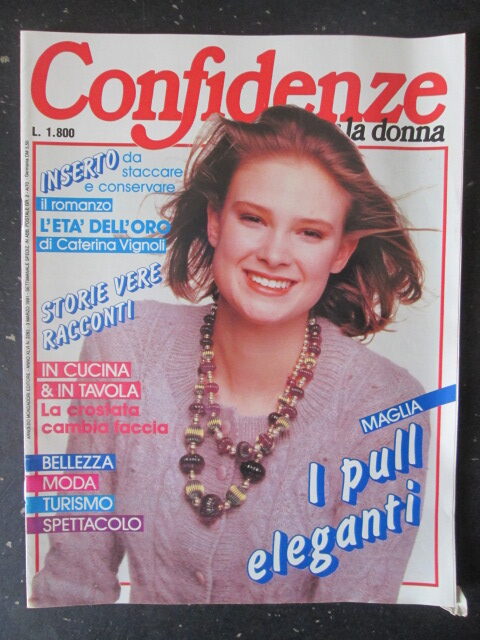 Confidenze
L. 1.800
la donna
INSERTO da
staccare
e conservare
il romanzo
L'ETA' DELL'ORO
di Caterina Vignoli
STORIE VERE
RACCONTI
IN CUCINA
& IN TAVOLA
La crostata
cambia faccia
BELLEZZA
MODA
TURISMO
SPETTACOLO
MAGLIA
I pull
eleganti